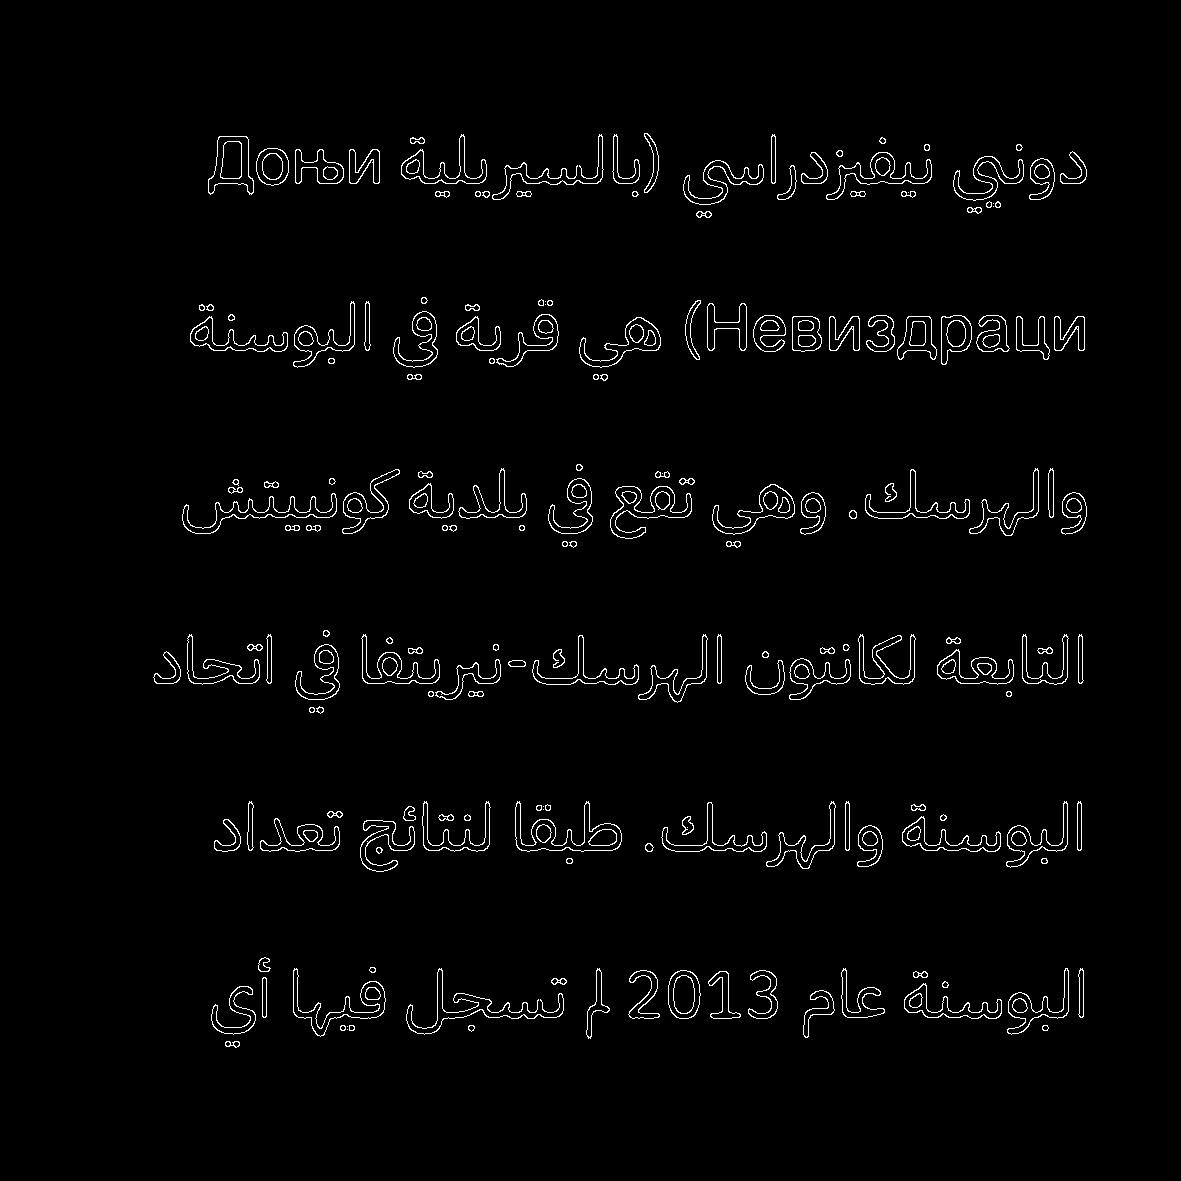 دوني نيفيزدراسي (بالسيريلية Доњи
Невиздраци) هي قرية في البوسنة
والهرسك. وهي تقع في بلدية كونييتش
التابعة لكانتون الهرسك-نيريتفا في اتحاد
البوسنة والهرسك. طبقا لنتائج تعداد
البوسنة عام 2013 لم تسجل فيها أي